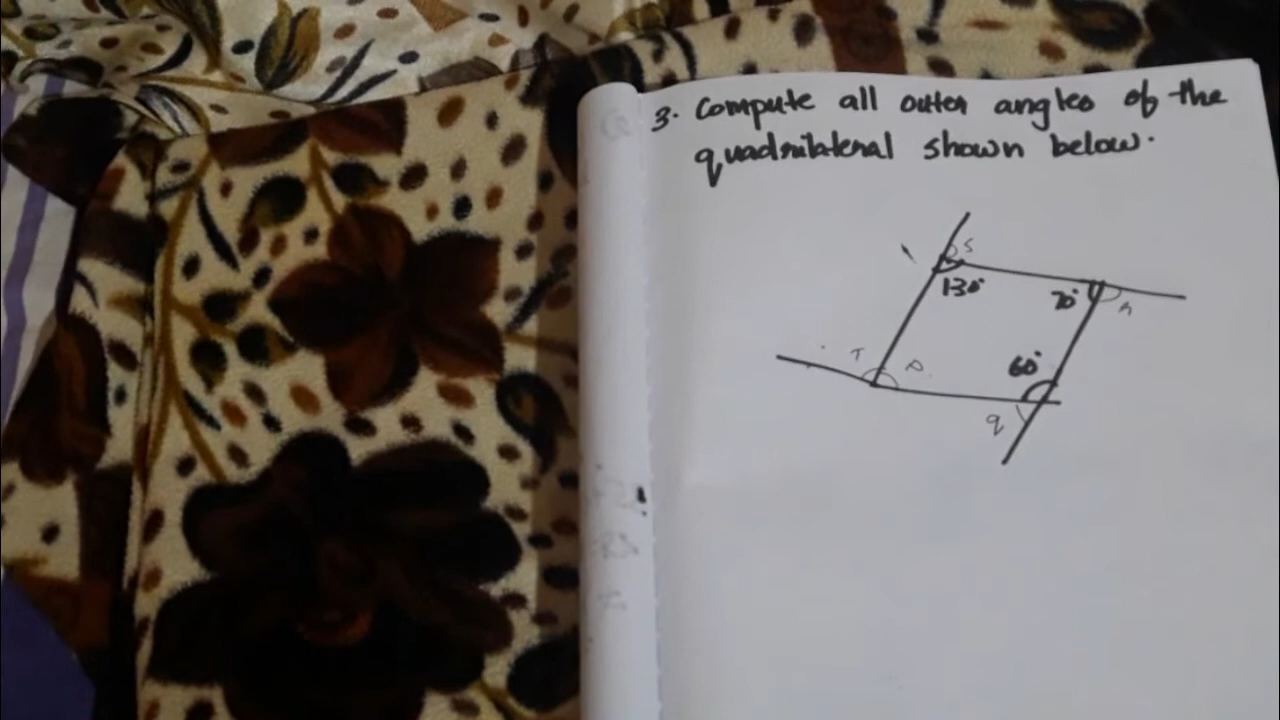 3. Compute all outer angles of the
quadrilateral shown below.
S
130°
70°
r
T
P
60°
q